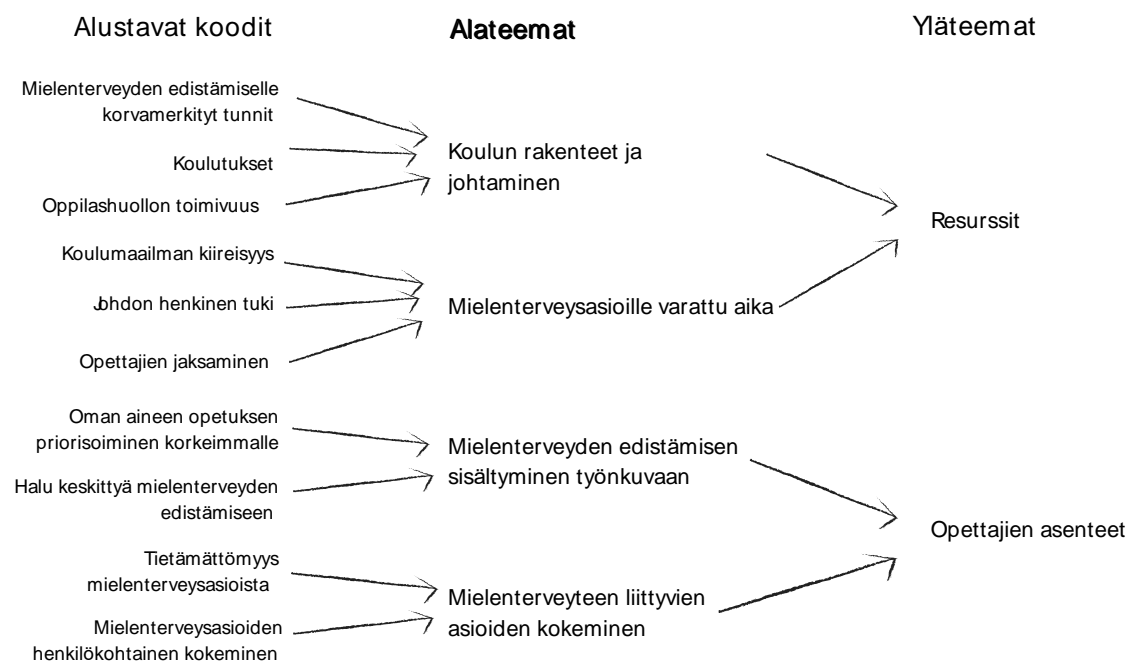 Alustavat koodit
Alateemat
Yläteemat
Mielenterveyden edistämiselle
korvamerkityt tunnit
Koulutukset
Oppilashuollon toimivuus
Koulun rakenteet ja
johtaminen
Koulumaailman kiireisyys
Johdon henkinen tuki
Opettajien jaksaminen
Mielenterveysasioille varattu aika
Resurssit
Oman aineen opetuksen
priorisoiminen korkeimmalle
Halu keskittyä mielenterveyden
edistämiseen
Mielenterveyden edistämisen
sisältyminen työnkuvaan
Tietämättömyys
mielenterveysasioista
Mielenterveysasioiden
henkilökohtainen kokeminen
Mielenterveyteen liittyvien
asioiden kokeminen
Opettajien asenteet